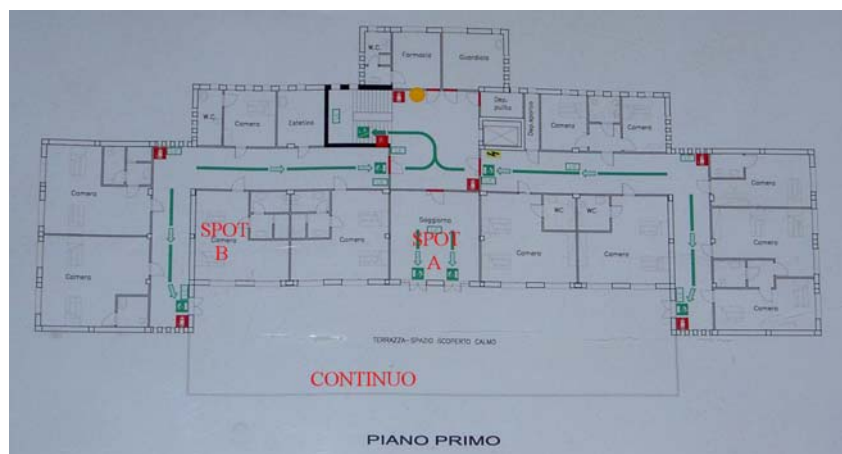 W.C.
Farmacia
Guardiola
W.C.
Camera
Dep.
pulito
Dep.sporco
Camera
Camera
Camera
Camera
Camera
SPOT
B
Camera
Camera
Soggiorno
SPOT
A
WC
WC
Camera
Camera
Camera
Camera
TERRAZZA-SPAZIO SCOPERTO CALMO
CONTINUO
PIANO PRIMO